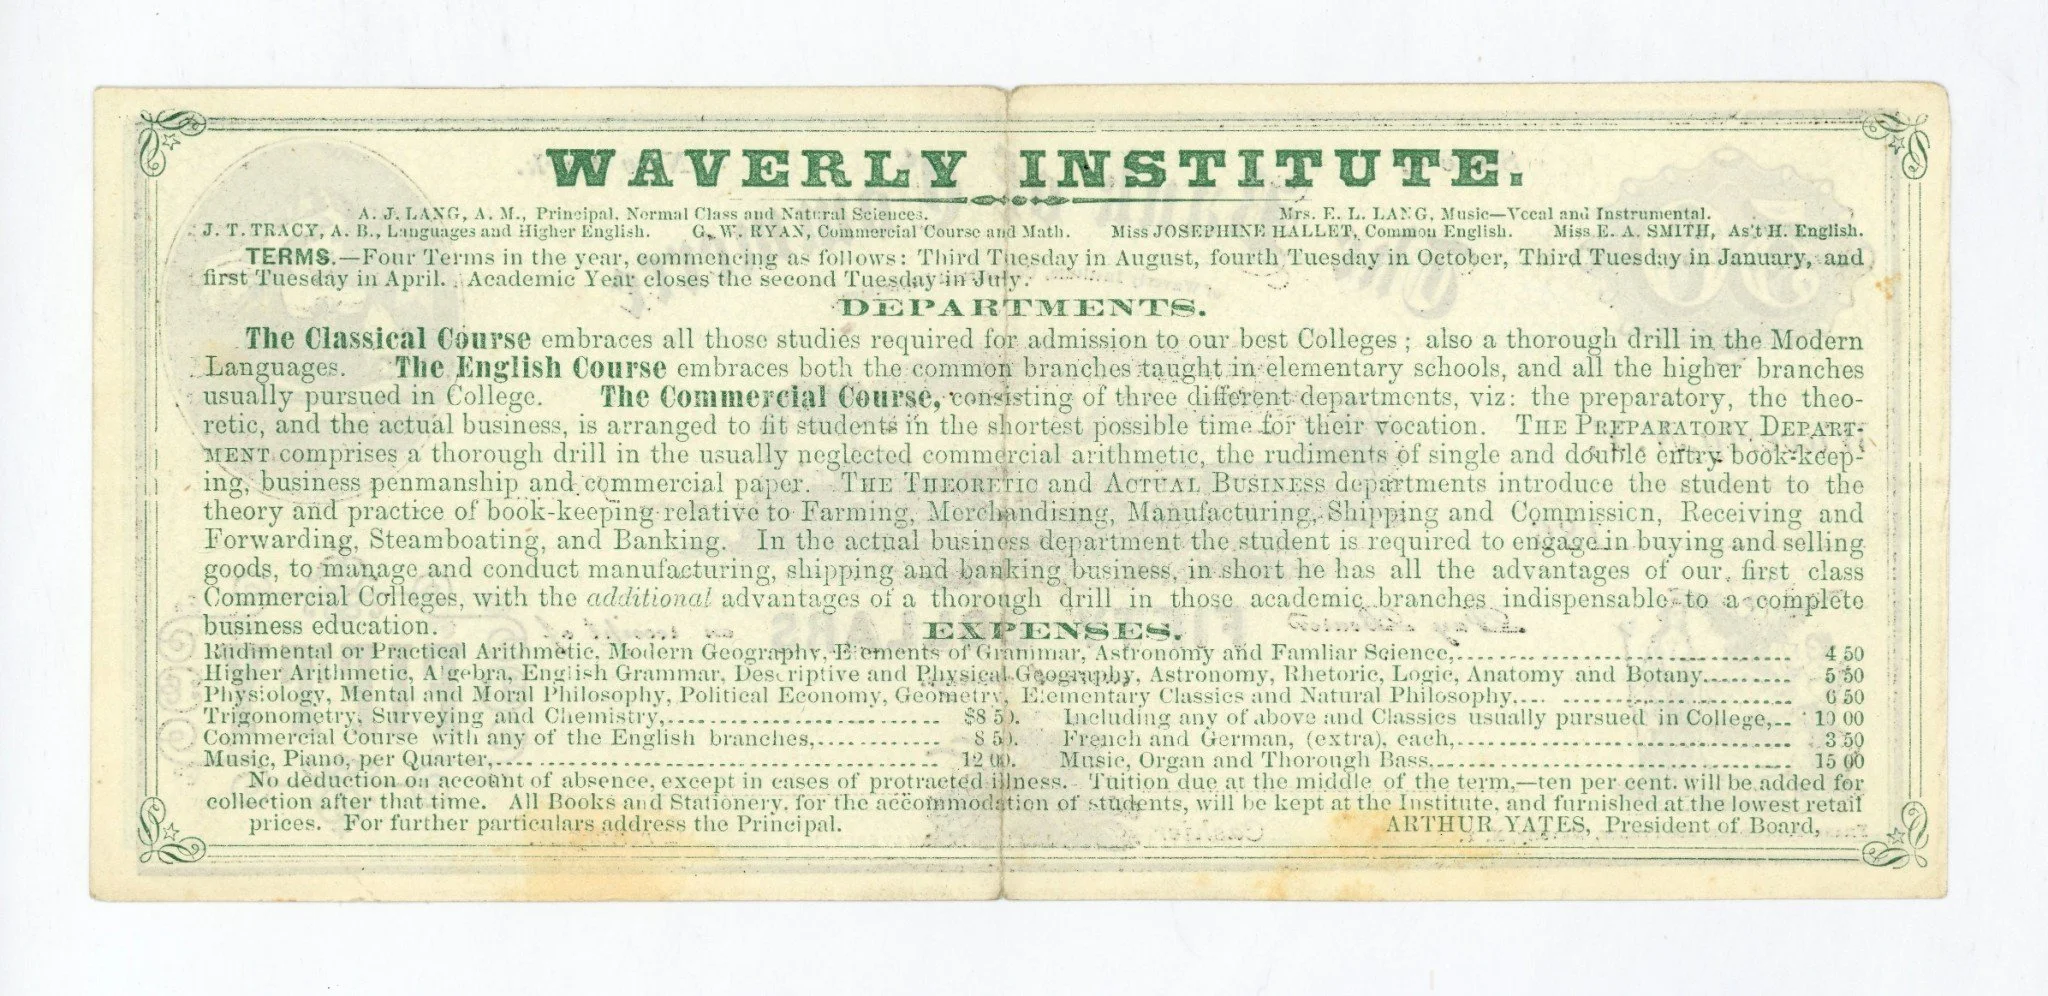 WAVERLY INSTITUTE.
A. J. LANG, A. M., Principal, Normal Class and Natural Sciences. Mrs. E. L. LANG, Music—Vocal and Instrumental.
J. T. TRACY, A. B., Languages and Higher English. G. W. RYAN, Commercial Course and Math. Miss JOSEPHINE HALLET, Common English. Miss E. A. SMITH, As't H. English.
TERMS.—Four Terms in the year, commencing as follows: Third Tuesday in August, fourth Tuesday in October, Third Tuesday in January, and
first Tuesday in April. Academic Year closes the second Tuesday in July.
DEPARTMENTS.
The Classical Course embraces all those studies required for admission to our best Colleges; also a thorough drill in the Modern
Languages. The English Course embraces both the common branches taught in elementary schools, and all the higher branches
usually pursued in College. The Commercial Course, consisting of three different departments, viz: the preparatory, the theo-
retic, and the actual business, is arranged to fit students in the shortest possible time for their vocation. THE PREPARATORY DEPART-
MENT comprises a thorough drill in the usually neglected commercial arithmetic, the rudiments of single and double entry book-keep-
ing, business penmanship and commercial paper. THE THEORETIC and ACTUAL BUSINESS departments introduce the student to the
theory and practice of book-keeping relative to Farming, Merchandising, Manufacturing, Shipping and Commission, Receiving and
Forwarding, Steamboating, and Banking. In the actual business department the student is required to engage in buying and selling
goods, to manage and conduct manufacturing, shipping and banking business, in short he has all the advantages of our first class
Commercial Colleges, with the additional advantages of a thorough drill in those academic branches indispensable to a complete
business education.
EXPENSES.
Rudimental or Practical Arithmetic, Modern Geography, Elements of Grammar, Astronomy and Famliar Science, 4 50
Higher Arithmetic, Algebra, English Grammar, Descriptive and Physical Geography, Astronomy, Rhetoric, Logic, Anatomy and Botany 5 50
Physiology, Mental and Moral Philosophy, Political Economy, Geometry, Elementary Classics and Natural Philosophy, 6 50
Trigonometry, Surveying and Chemistry, $8 50. Including any of above and Classics usually pursued in College, 10 00
Commercial Course with any of the English branches, 8 50. French and German, (extra), each, 3 50
Music, Piano, per Quarter, 12 00. Music, Organ and Thorough Bass, 15 00
No deduction on account of absence, except in cases of protracted illness. Tuition due at the middle of the term,—ten per cent. will be added for
collection after that time. All Books and Stationery, for the accommodation of students, will be kept at the Institute, and furnished at the lowest retail
prices. For further particulars address the Principal. ARTHUR YATES, President of Board,